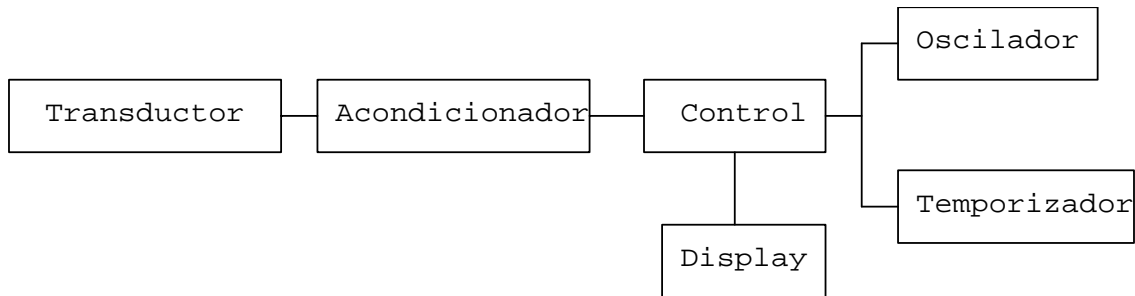 Oscilador
Transductor
Acondicionador
Control
Temporizador
Display